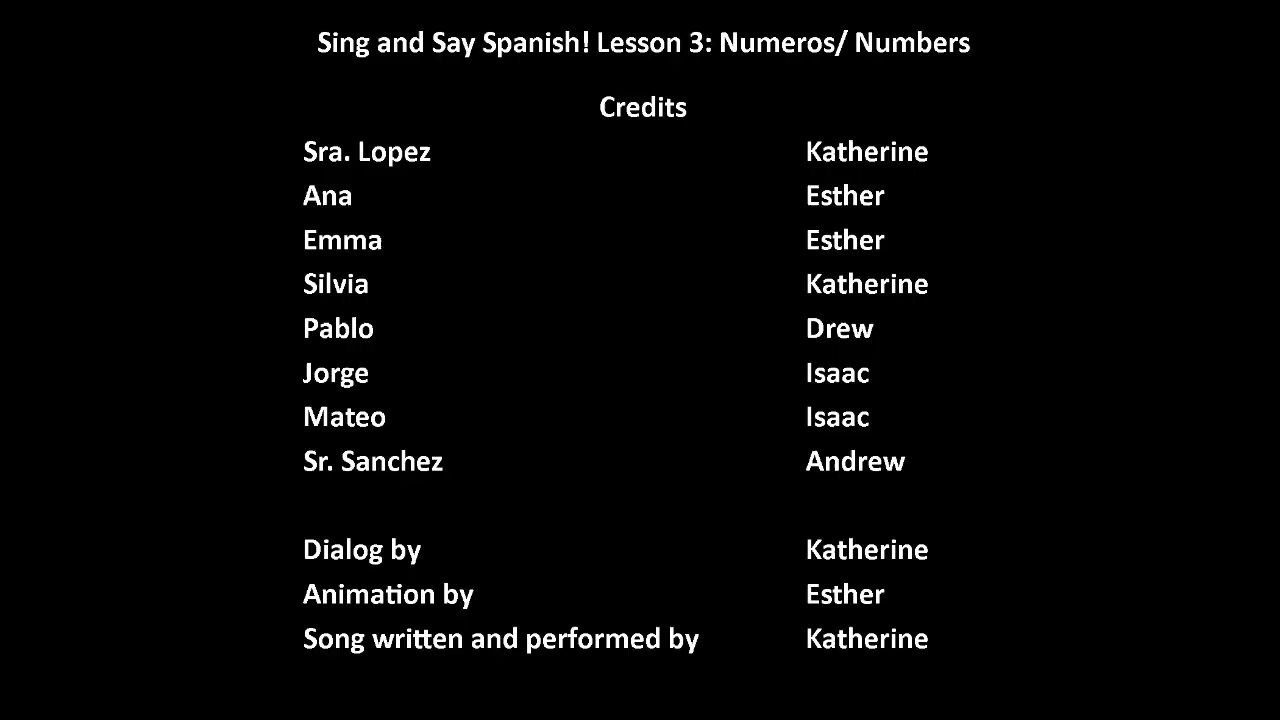 Sing and Say Spanish! Lesson 3: Numeros/ Numbers
Credits
Sra. Lopez Katherine
Ana Esther
Emma Esther
Silvia Katherine
Pablo Drew
Jorge Isaac
Mateo Isaac
Sr. Sanchez Andrew
Dialog by Katherine
Animation by Esther
Song written and performed by Katherine